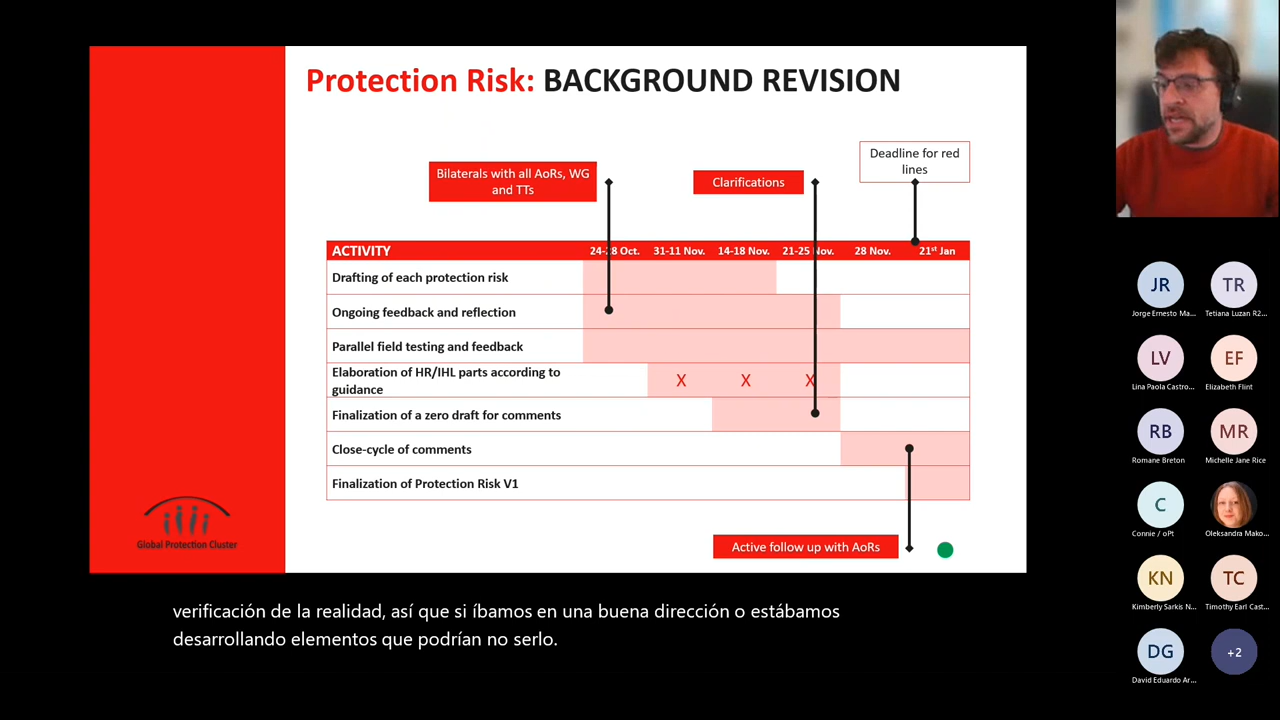 Protection Risk: BACKGROUND REVISION
Deadline for red
lines
Bilaterals with all AoRs, WG
and TTs
Clarifications
ACTIVITY 24-28 Oct. 31-11 Nov. 14-18 Nov. 21-25 Nov. 28 Nov. 21st Jan
Drafting of each protection risk
Ongoing feedback and reflection
Parallel field testing and feedback
Elaboration of HR/IHL parts according to
guidance
X X X
Finalization of a zero draft for comments
Close-cycle of comments
Finalization of Protection Risk V1
Active follow up with AoRs
Global Protection Cluster
verificación de la realidad, así que si íbamos en una buena dirección o estábamos
desarrollando elementos que podrían no serlo.
JR TR
Jorge Ernesto Ma... Tetiana Luzan R2...
LV EF
Lina Paola Castro... Elizabeth Flint
RB MR
Romane Breton Michelle Jane Rice
C
Connie / oPt Oleksandra Mako...
KN TC
Kimberly Sarkis N... Timothy Earl Cast...
DG +2
David Eduardo Ar...